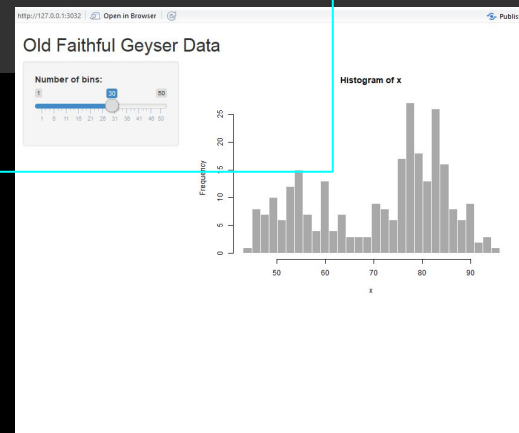 http://127.0.0.1:3032 Open in Browser Publis
Old Faithful Geyser Data
Number of bins:
1 30 50
1 6 11 16 21 26 31 36 41 46 50
Histogram of x
Frequency
0 5 10 15 20 25
50 60 70 80 90
x